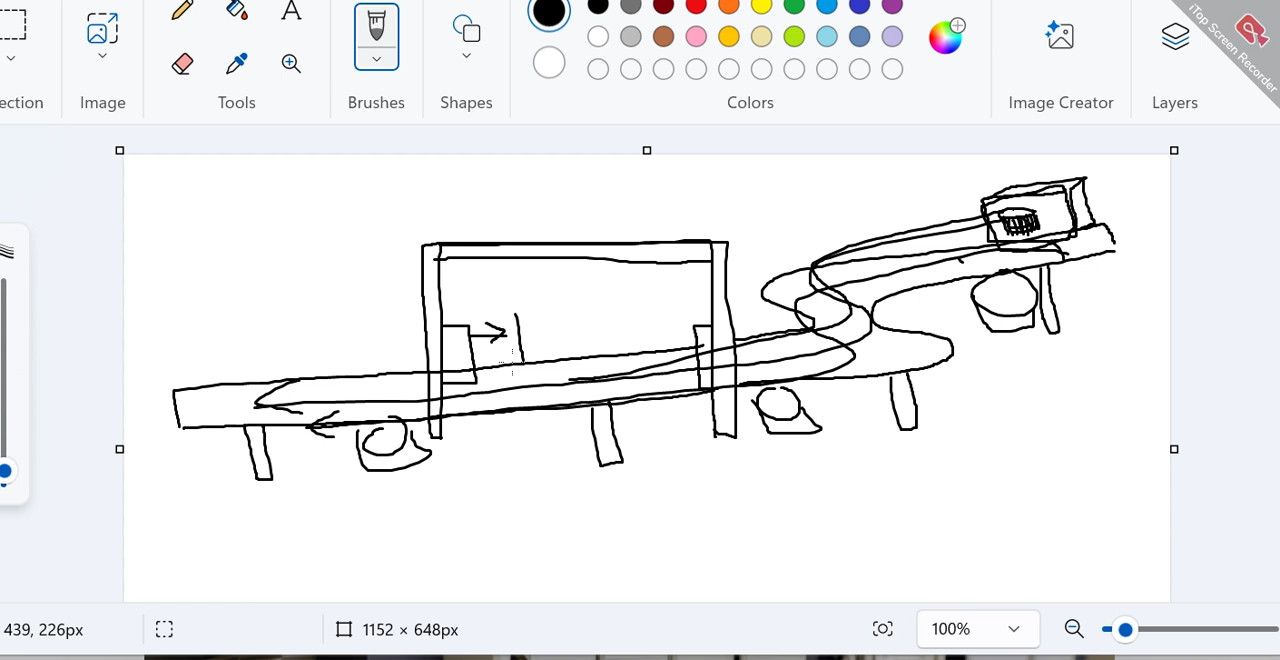 iTop Screen Recorder
ection
Image
Tools
Brushes
Shapes
Colors
Image Creator
Layers
439, 226px
1152 × 648px
100%